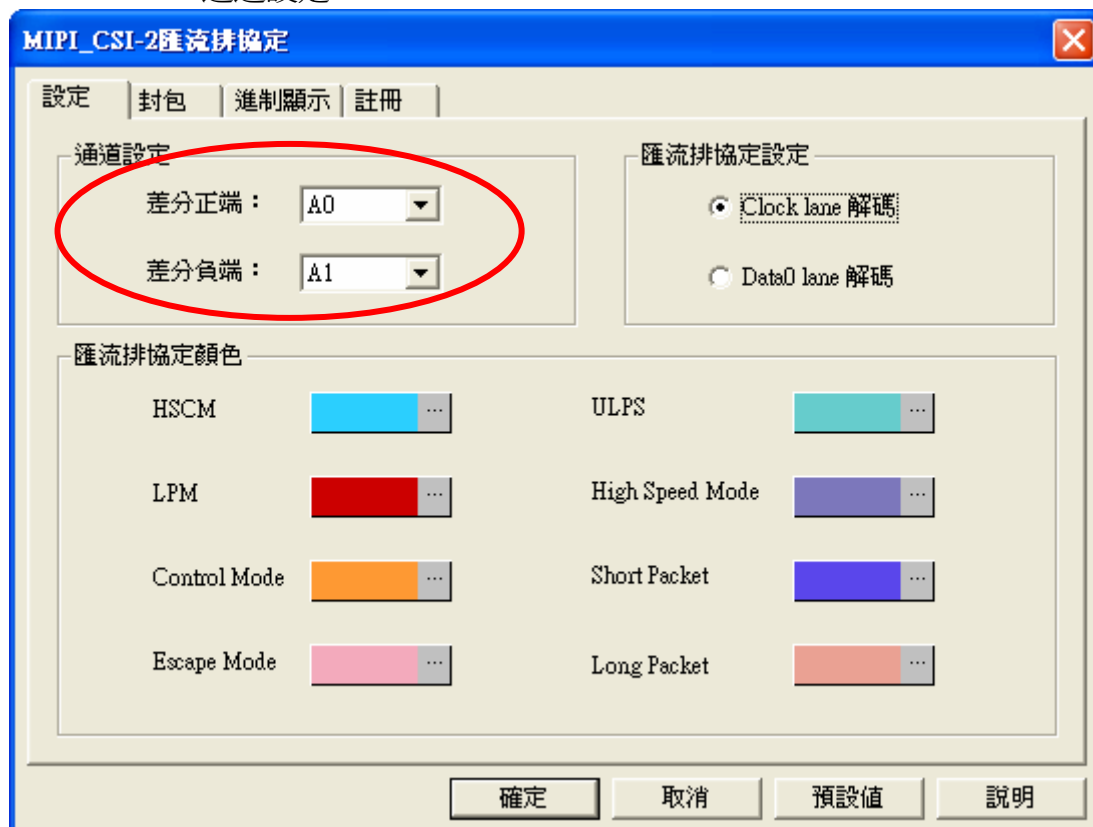 MIPI_CSI-2匯流排協定
設定 封包 進制顯示 註冊
通道設定
差分正端： A0
差分負端： A1
匯流排協定設定
Clock lane 解碼
Data0 lane 解碼
匯流排協定顏色
HSCM ... ULPS ...
LPM ... High Speed Mode ...
Control Mode ... Short Packet ...
Escape Mode ... Long Packet ...
確定 取消 預設值 說明